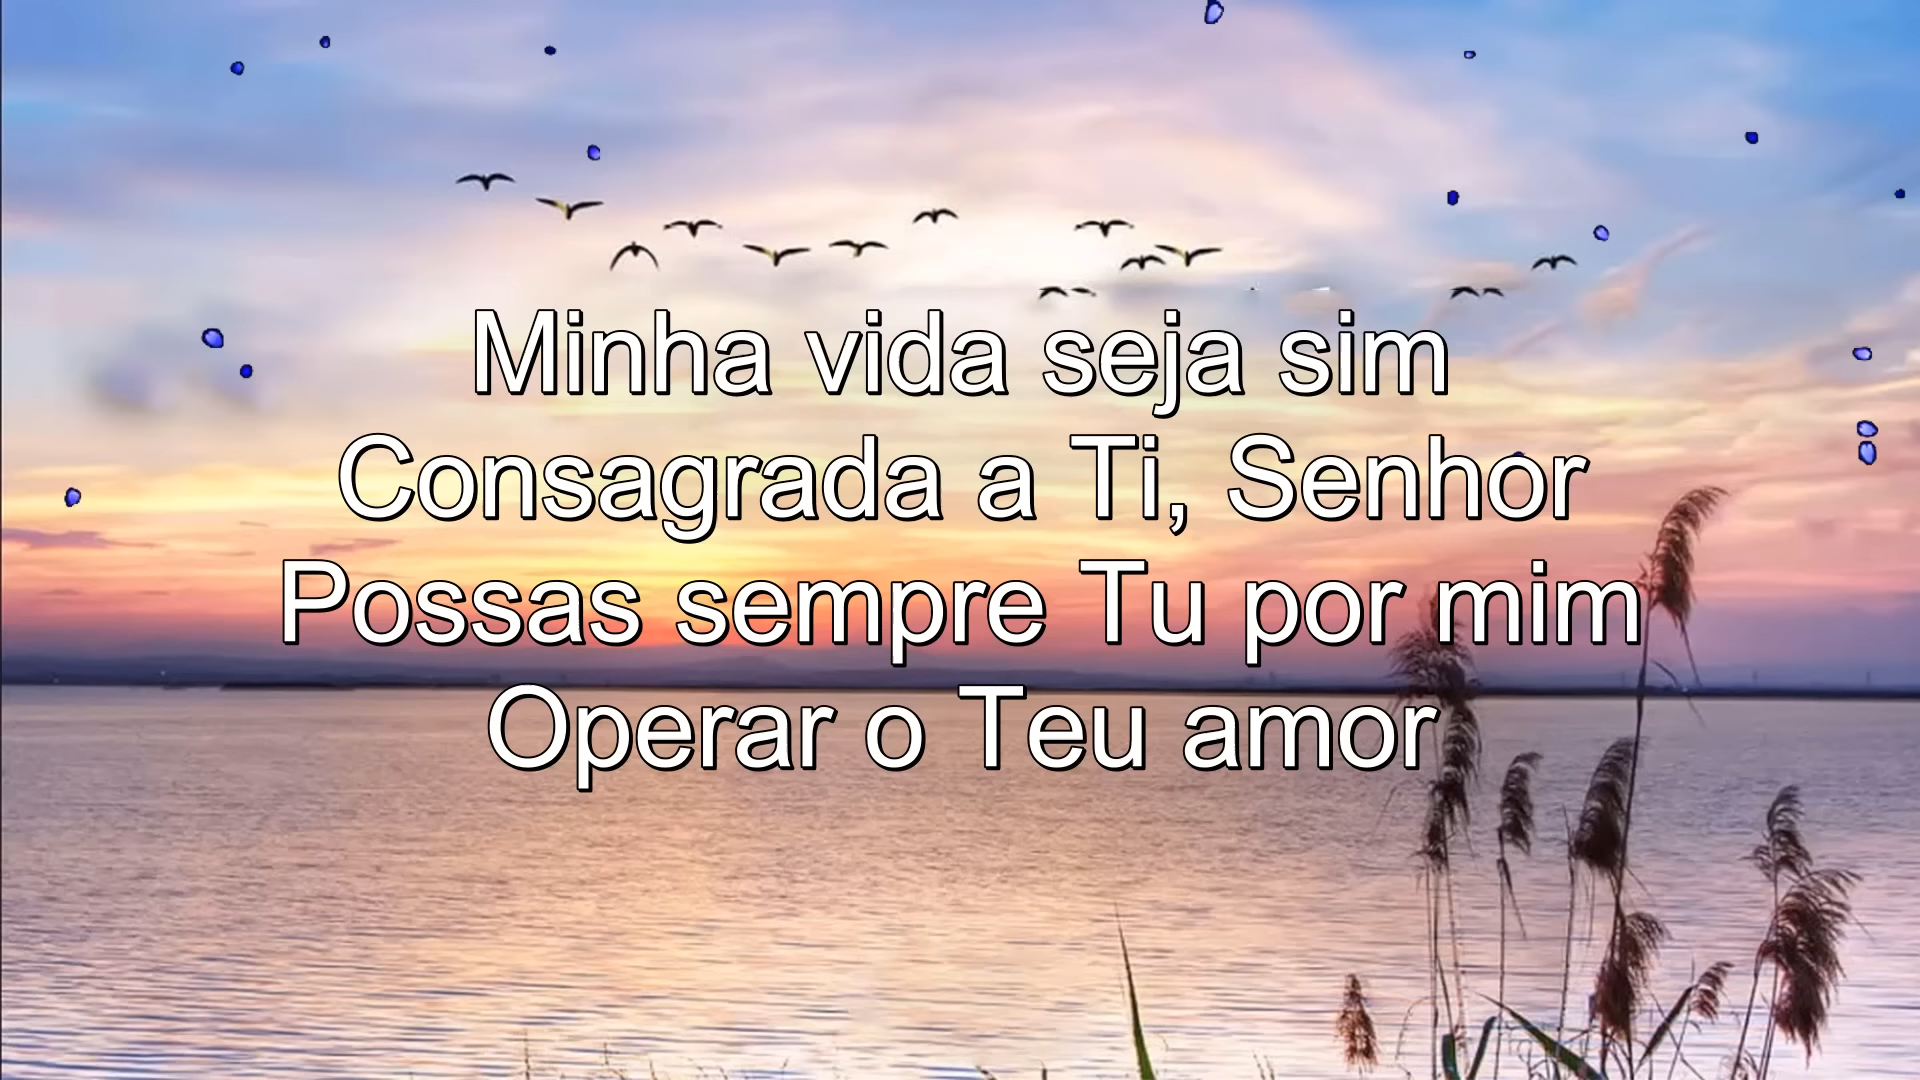 Minha vida seja sim
Consagrada a Ti, Senhor
Possas sempre Tu por mim
Operar o Teu amor